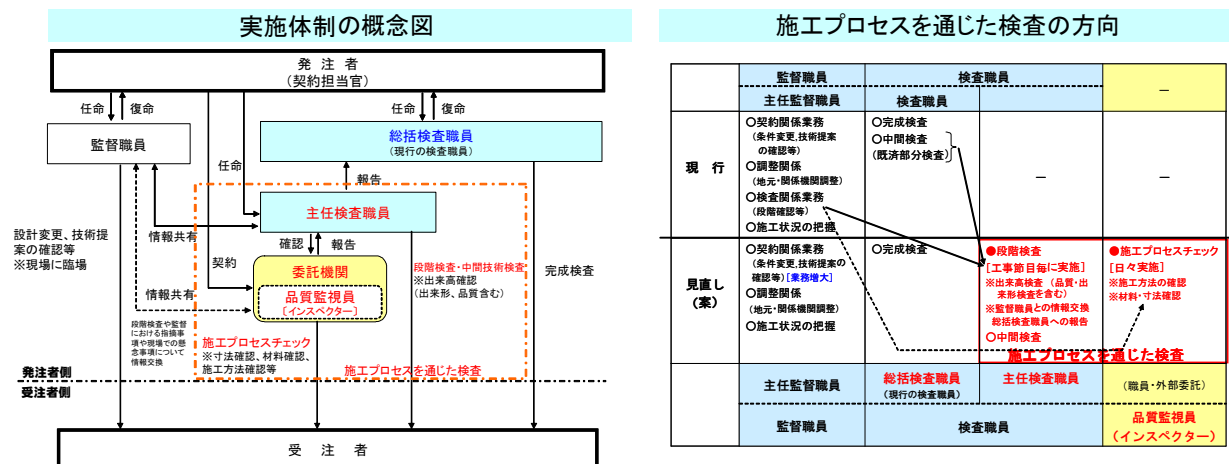 実施体制の概念図
発 注 者
(契約担当官)
任命
復命
任命
復命
監督職員
総括検査職員
(現行の検査職員)
任命
報告
主任検査職員
設計変更、技術提
案の確認等
※現場に臨場
情報共有
確認
報告
契約
委託機関
品質監視員
[インスペクター]
段階検査・中間技術検査
※出来高確認
(出来形、品質含む)
完成検査
情報共有
段階検査や監督
における指摘事
項や現場での懸
念事項について
情報交換
施工プロセスチェック
※寸法確認、材料確認、
施工方法確認等
施工プロセスを通じた検査
発注者側
受注者側
受 注 者
施工プロセスを通じた検査の方向
監督職員
検査職員
－
主任監督職員
検査職員
現 行
○契約関係業務
(条件変更,技術提案
の確認等)
○調整関係
(地元・関係機関調整)
○検査関係業務
(段階確認等)
○施工状況の把握
○完成検査
○中間検査
(既済部分検査)
－
－
見直し
(案)
○契約関係業務
(条件変更,技術提案の
確認等)[業務増大]
○調整関係
(地元・関係機関調整)
○施工状況の把握
○完成検査
●段階検査
[工事節目毎に実施]
※出来高検査(品質・出
来形検査を含む)
※監督職員との情報交換
総括検査職員への報告
○中間検査
●施工プロセスチェック
[日々実施]
※施工方法の確認
※材料・寸法確認
施工プロセスを通じた検査
主任監督職員
総括検査職員
(現行の検査職員)
主任検査職員
(職員・外部委託)
監督職員
検査職員
品質監視員
(インスペクター)